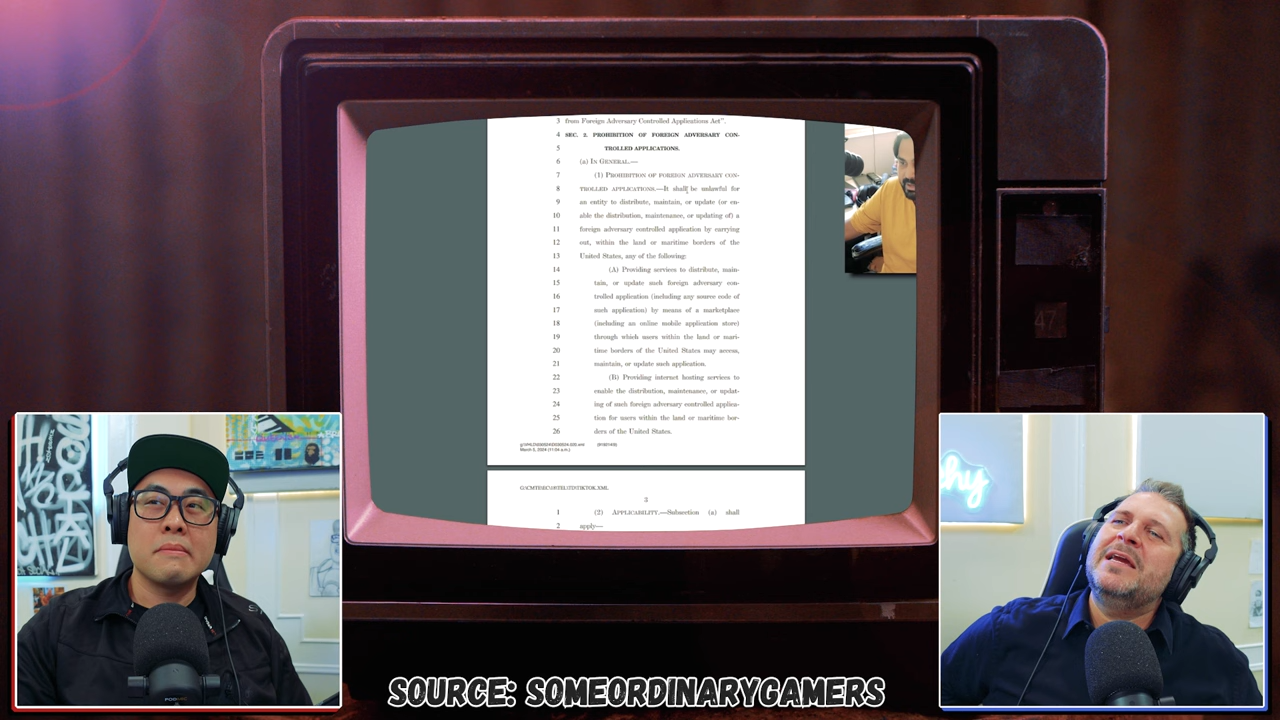 3 from Foreign Adversary Controlled Applications Act".
4 SEC. 2. PROHIBITION OF FOREIGN ADVERSARY CON-
5 TROLLED APPLICATIONS.
6 (a) IN GENERAL.—
7 (1) PROHIBITION OF FOREIGN ADVERSARY CON-
8 TROLLED APPLICATIONS.—It shall be unlawful for
9 an entity to distribute, maintain, or update (or en-
10 able the distribution, maintenance, or updating of) a
11 foreign adversary controlled application by carrying
12 out, within the land or maritime borders of the
13 United States, any of the following:
14 (A) Providing services to distribute, main-
15 tain, or update such foreign adversary con-
16 trolled application (including any source code of
17 such application) by means of a marketplace
18 (including an online mobile application store)
19 through which users within the land or mari-
20 time borders of the United States may access,
21 maintain, or update such application.
22 (B) Providing internet hosting services to
23 enable the distribution, maintenance, or updat-
24 ing of such foreign adversary controlled applica-
25 tion for users within the land or maritime bor-
26 ders of the United States.
March 5, 2024 (11:04 a.m.)
3
1 (2) APPLICABILITY.—Subsection (a) shall
2 apply—
SOURCE: SOMEORDINARYGAMERS